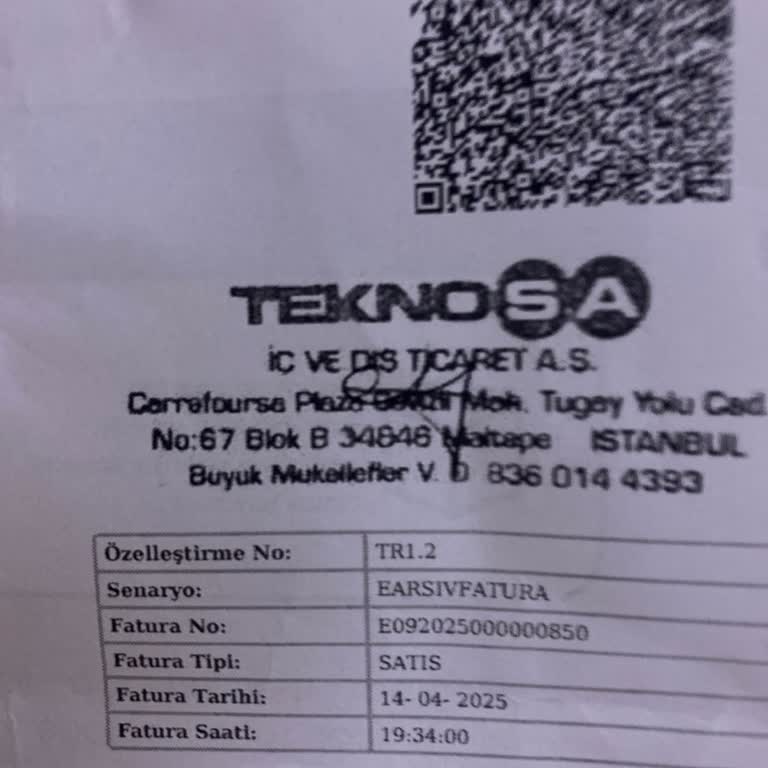 TEKNOSA
İC VE DIS TİCARET A.S.
Carrefoursa Plaza Mah. Tugay Yolu Cad.
No:67 Blok B 34846 Maltepe ISTANBUL
Buyuk Mukellefler V. D 836 014 4393
Özelleştirme No: TR1.2
Senaryo: EARSIVFATURA
Fatura No: E092025000000850
Fatura Tipi: SATIS
Fatura Tarihi: 14- 04- 2025
Fatura Saati: 19:34:00